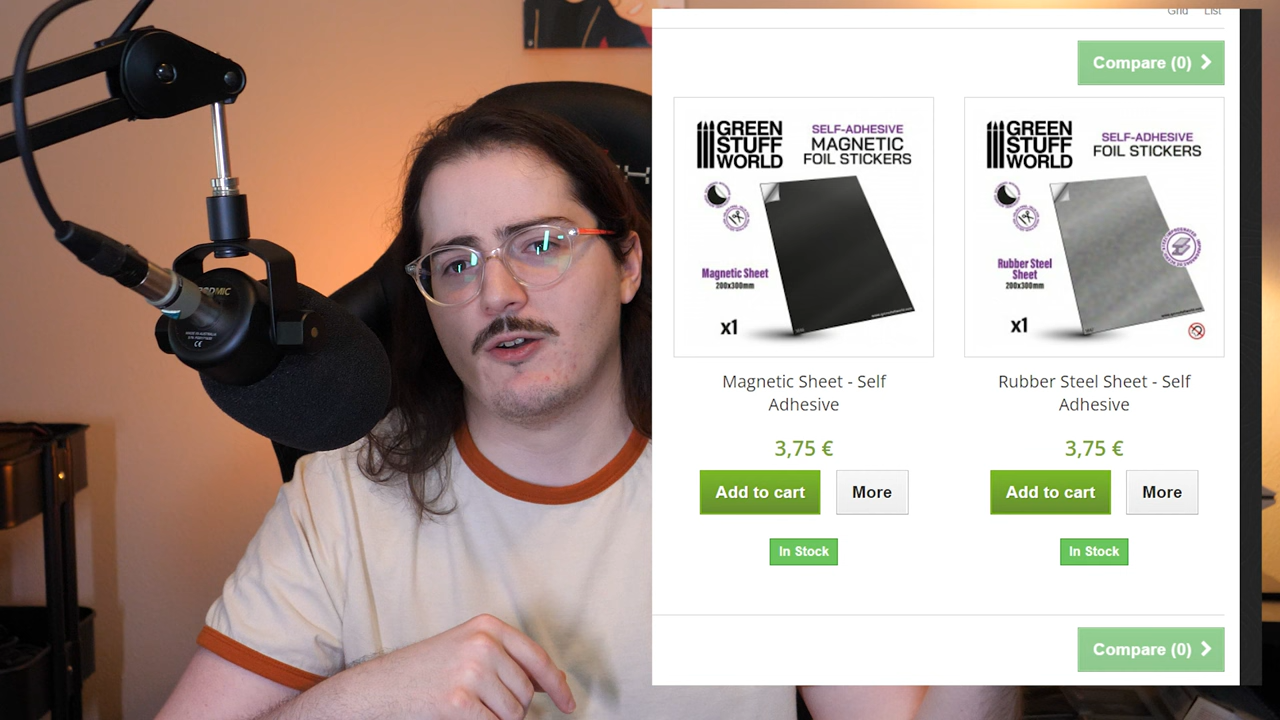 Grid List
Compare (0)
GREEN
STUFF
WORLD
SELF-ADHESIVE
MAGNETIC
FOIL STICKERS
Magnetic Sheet
200x300mm
x1
GREEN
STUFF
WORLD
SELF-ADHESIVE
FOIL STICKERS
Rubber Steel
Sheet
200x300mm
x1
Magnetic Sheet - Self
Adhesive
3,75 €
Add to cart
More
In Stock
Rubber Steel Sheet - Self
Adhesive
3,75 €
Add to cart
More
In Stock
Compare (0)